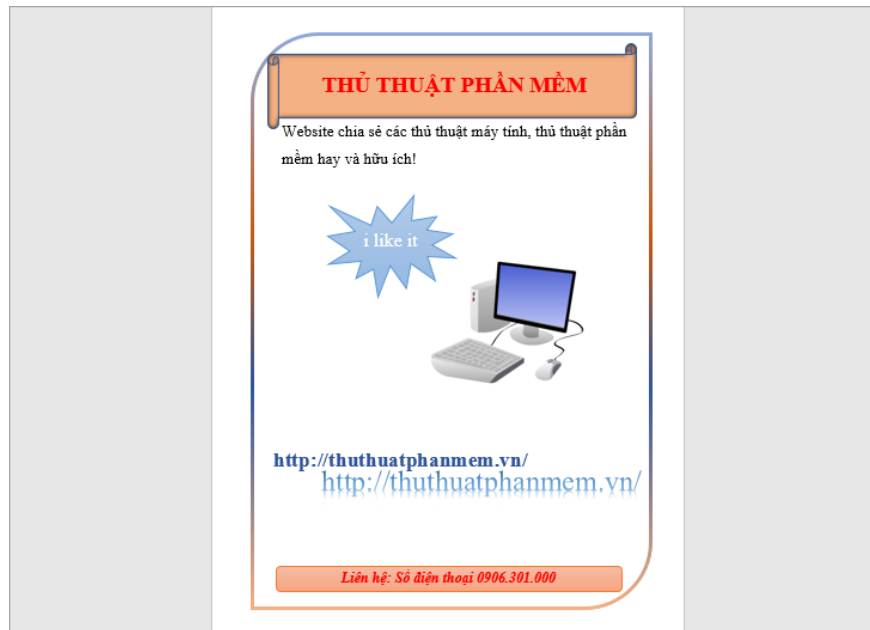 THỦ THUẬT PHẦN MỀM
Website chia sẻ các thủ thuật máy tính, thủ thuật phần
mềm hay và hữu ích!
i like it
http://thuthuatphanmem.vn/
http://thuthuatphanmem.vn/
Liên hệ: Số điện thoại 0906.301.000